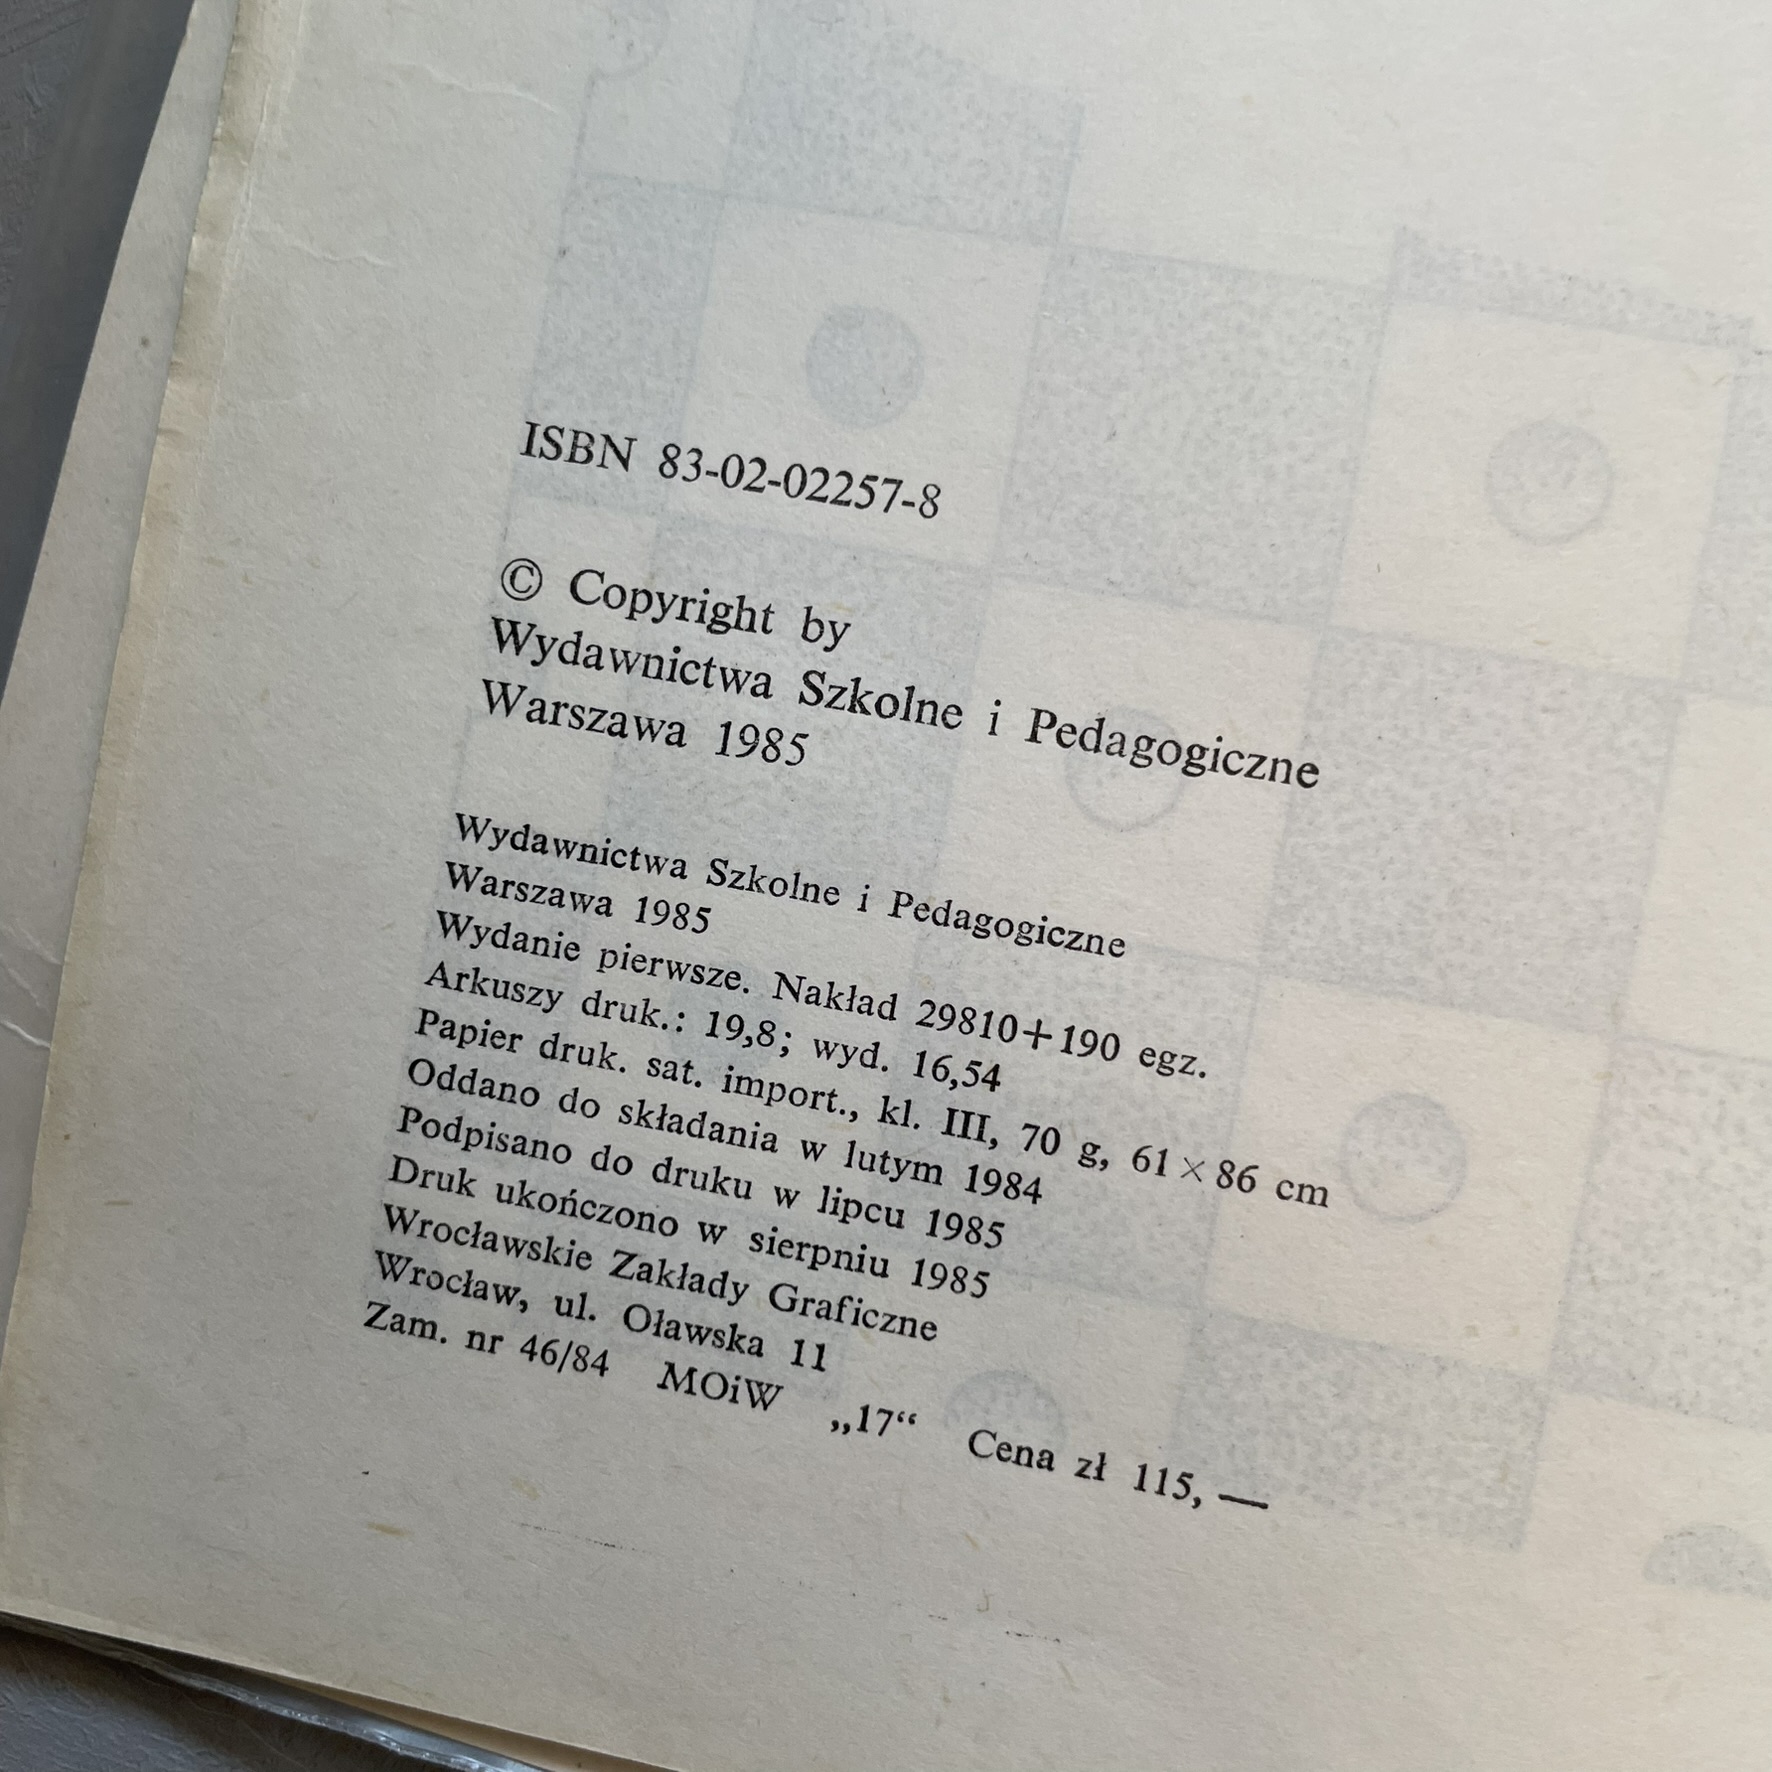 ISBN 83-02-02257-8
© Copyright by
Wydawnictwa Szkolne i Pedagogiczne
Warszawa 1985
Wydawnictwa Szkolne i Pedagogiczne
Warszawa 1985
Wydanie pierwsze. Nakład 29810+190 egz.
Arkuszy druk.: 19,8; wyd. 16,54
Papier druk. sat. import., kl. III, 70 g, 61×86 cm
Oddano do składania w lutym 1984
Podpisano do druku w lipcu 1985
Druk ukończono w sierpniu 1985
Wrocławskie Zakłady Graficzne
Wrocław, ul. Oławska 11
Zam. nr 46/84 MOiW „17“ Cena zł 115,—